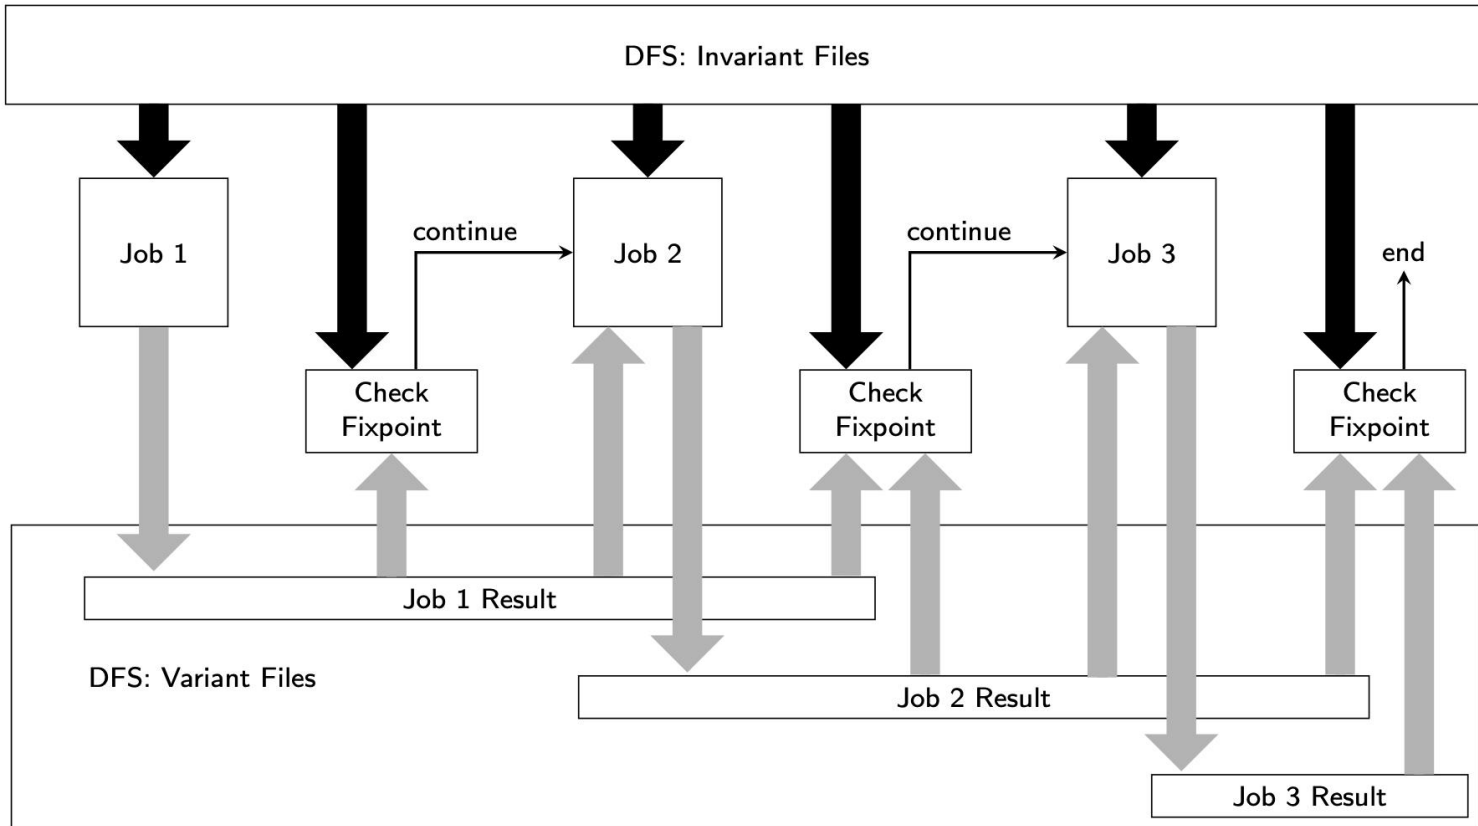 DFS: Invariant Files
Job 1
continue
Job 2
continue
Job 3
end
Check
Fixpoint
Check
Fixpoint
Check
Fixpoint
Job 1 Result
DFS: Variant Files
Job 2 Result
Job 3 Result